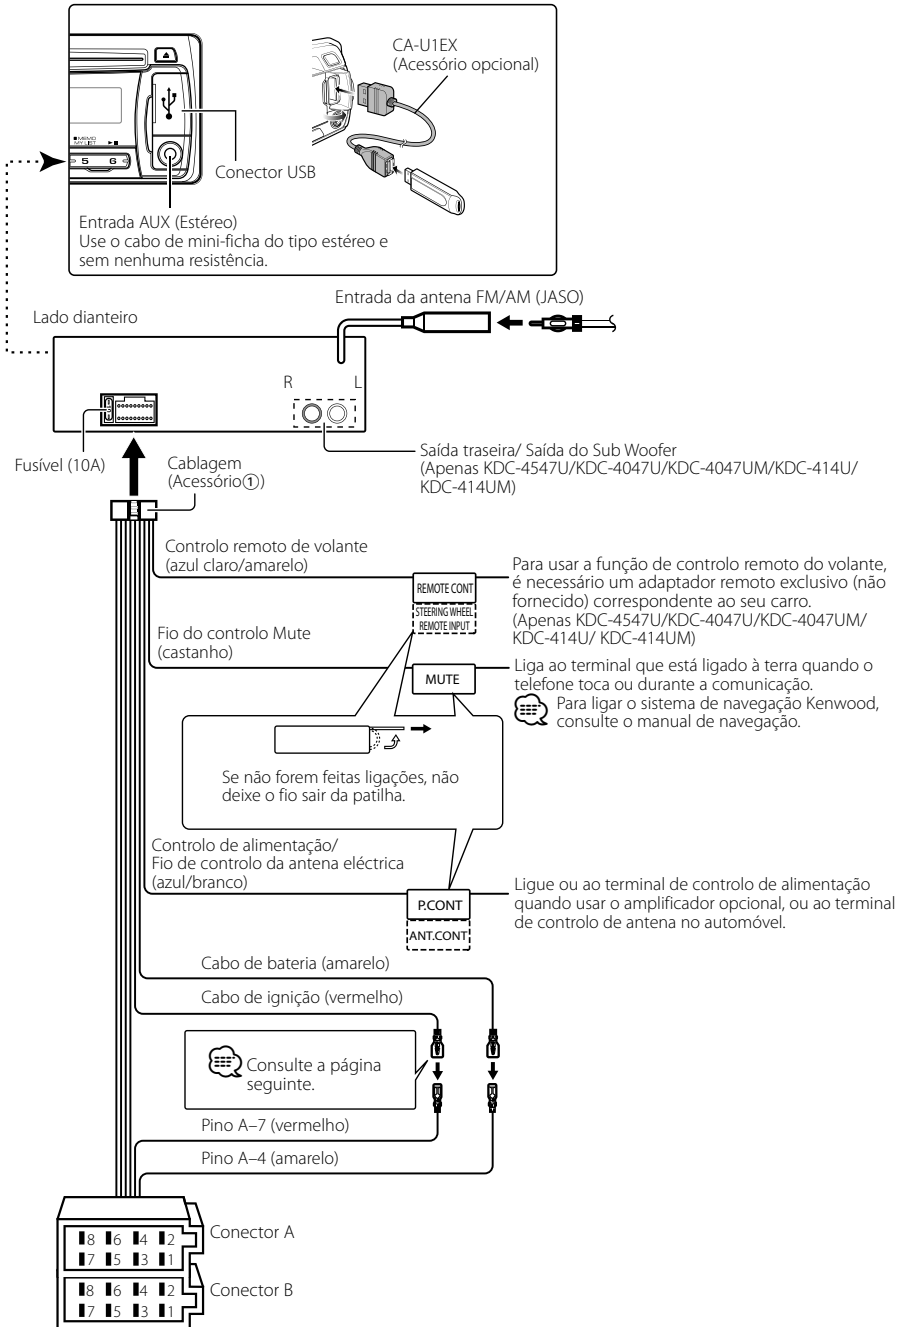 CA-U1EX
(Acessório opcional)
■MEMO
MY LIST
►■
5 6
Conector USB
Entrada AUX (Estéreo)
Use o cabo de mini-ficha do tipo estéreo e
sem nenhuma resistência.
Entrada da antena FM/AM (JASO)
Lado dianteiro
R L
Fusível (10A)
Cablagem
(Acessório①)
Saída traseira/ Saída do Sub Woofer
(Apenas KDC-4547U/KDC-4047U/KDC-4047UM/KDC-414U/
KDC-414UM)
Controlo remoto de volante
(azul claro/amarelo)
REMOTE CONT
STEERING WHEEL
REMOTE INPUT
Para usar a função de controlo remoto do volante,
é necessário um adaptador remoto exclusivo (não
fornecido) correspondente ao seu carro.
(Apenas KDC-4547U/KDC-4047U/KDC-4047UM/
KDC-414U/ KDC-414UM)
Fio do controlo Mute
(castanho)
MUTE
Liga ao terminal que está ligado à terra quando o
telefone toca ou durante a comunicação.
Para ligar o sistema de navegação Kenwood,
consulte o manual de navegação.
Se não forem feitas ligações, não
deixe o fio sair da patilha.
Controlo de alimentação/
Fio de controlo da antena eléctrica
(azul/branco)
P.CONT
ANT.CONT
Ligue ou ao terminal de controlo de alimentação
quando usar o amplificador opcional, ou ao terminal
de controlo de antena no automóvel.
Cabo de bateria (amarelo)
Cabo de ignição (vermelho)
Consulte a página
seguinte.
Pino A–7 (vermelho)
Pino A–4 (amarelo)
8 6 4 2
7 5 3 1
Conector A
8 6 4 2
7 5 3 1
Conector B